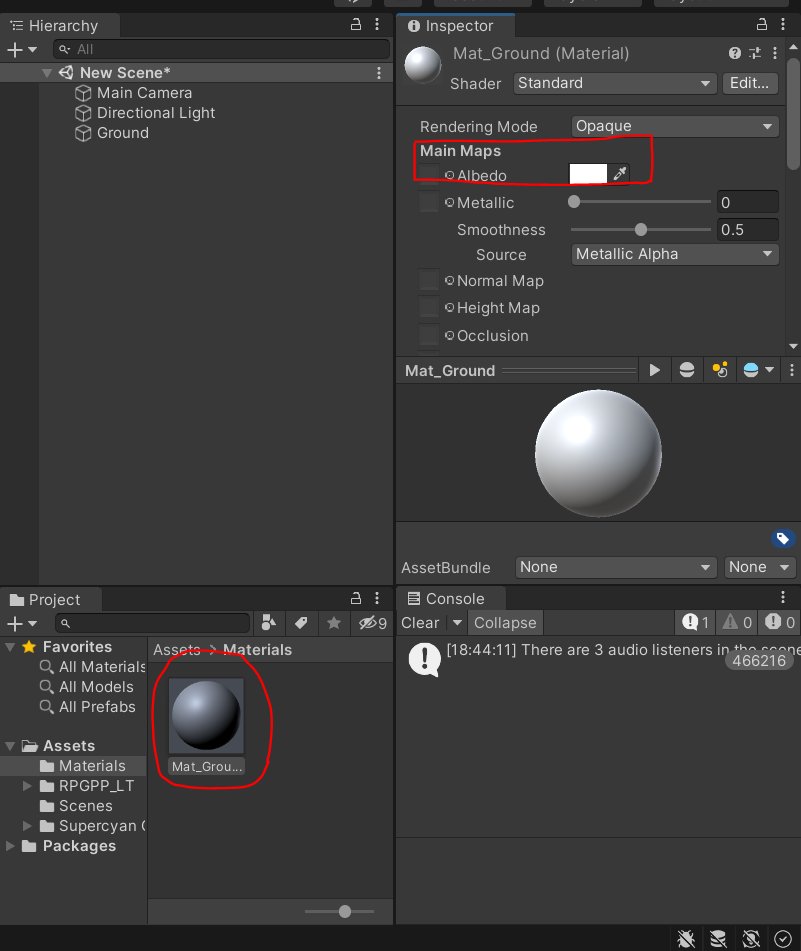 Hierarchy
All
New Scene*
Main Camera
Directional Light
Ground
Inspector
Mat_Ground (Material)
Shader Standard Edit...
Rendering Mode Opaque
Main Maps
Albedo
Metallic 0
Smoothness 0.5
Source Metallic Alpha
Normal Map
Height Map
Occlusion
Mat_Ground
AssetBundle None None
Project
9
Favorites
All Materials
All Models
All Prefabs
Assets
Materials
RPGPP_LT
Scenes
Supercyan
Packages
Assets > Materials
Mat_Grou...
Console
Clear Collapse 1 0 0
[18:44:11] There are 3 audio listeners in the scene
466216